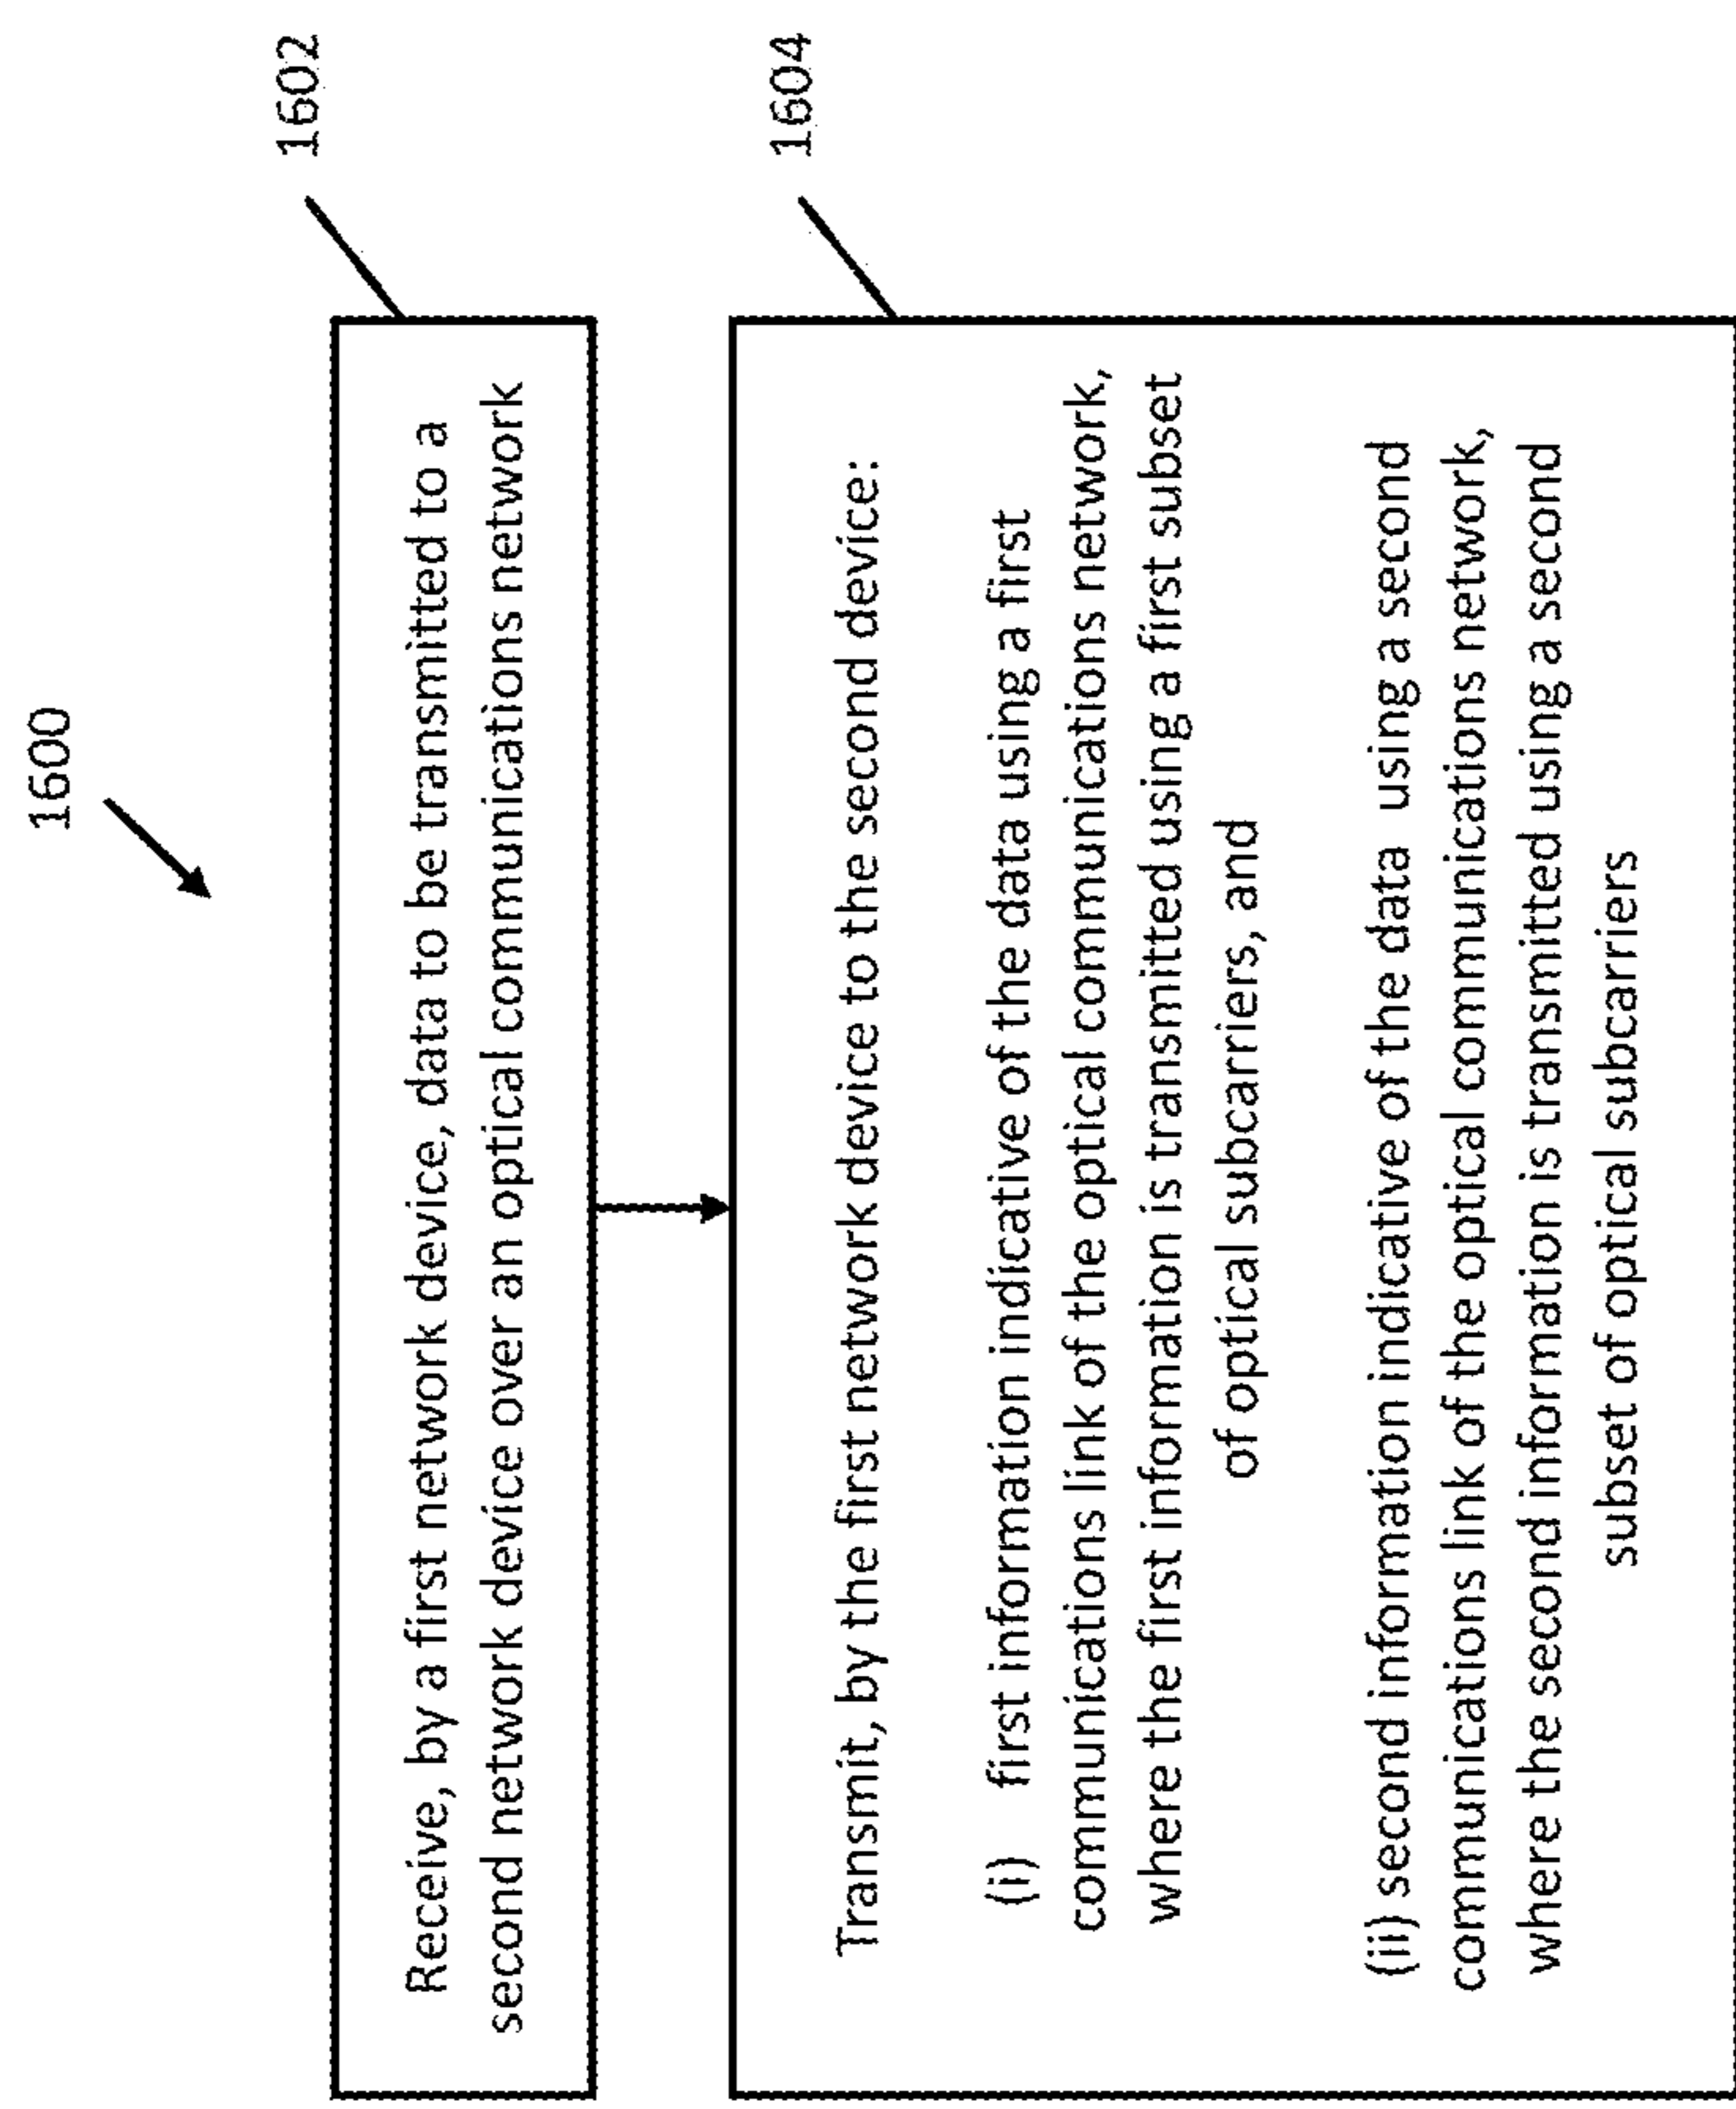 1600
1602
Receive, by a first network device, data to be transmitted to a
second network device over an optical communications network
1604
Transmit, by the first network device to the second device:
(i) first information indicative of the data using a first
communications link of the optical communications network,
where the first information is transmitted using a first subset
of optical subcarriers, and
(ii) second information indicative of the data using a second
communications link of the optical communications network,
where the second information is transmitted using a second
subset of optical subcarriers